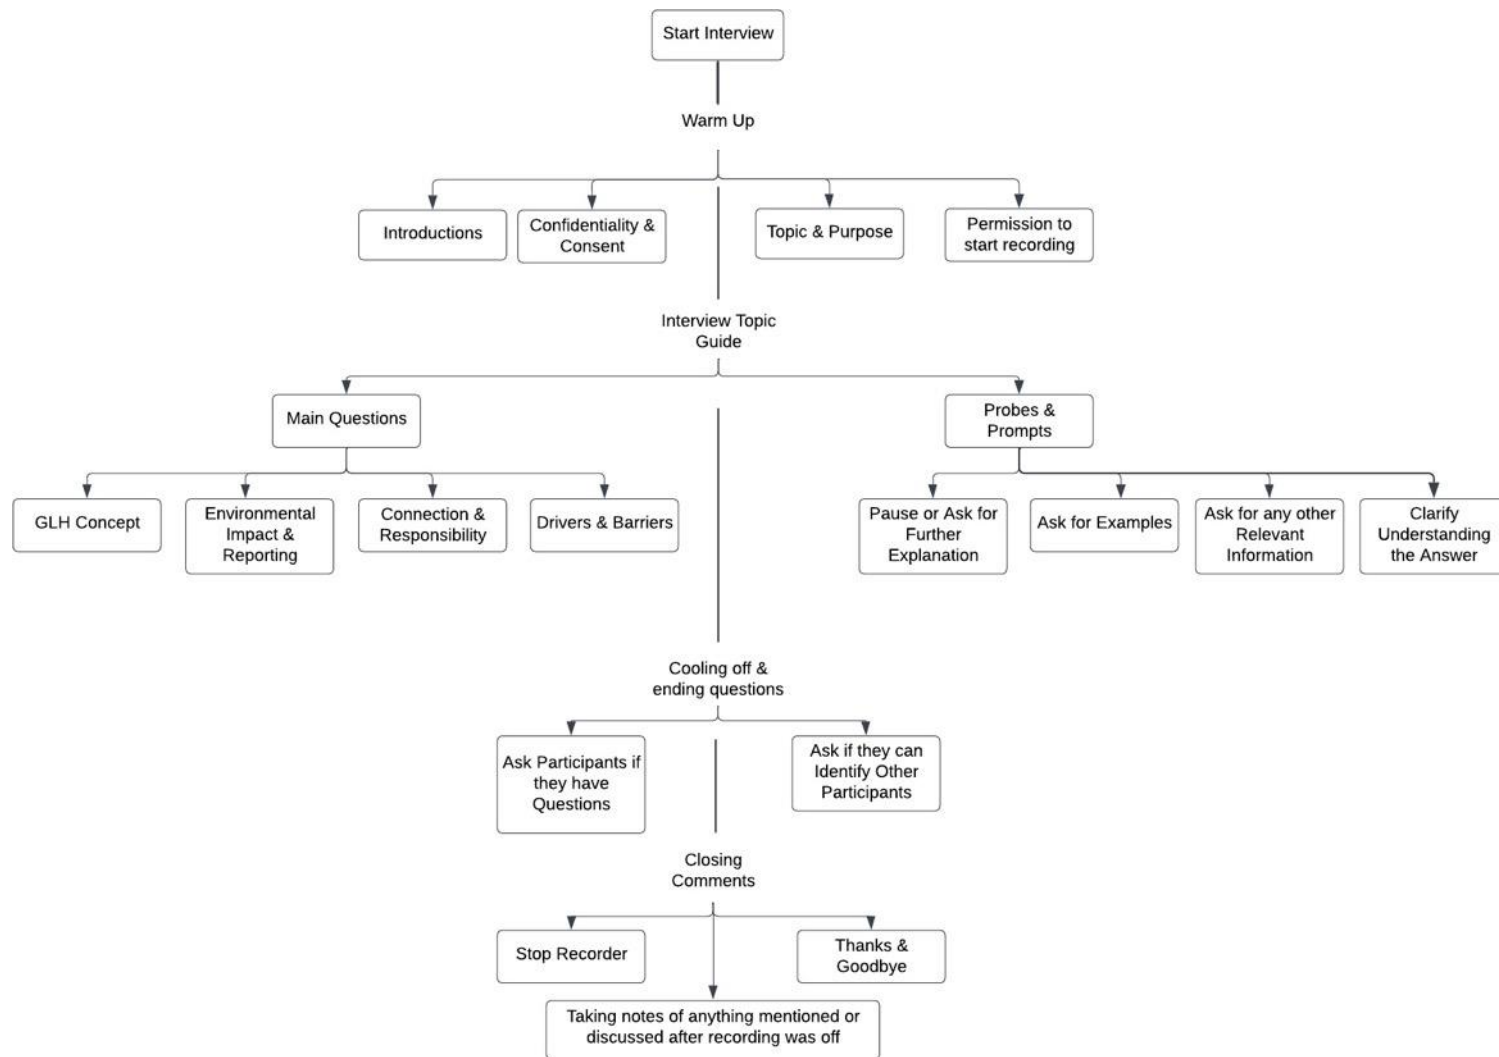 Start Interview
Warm Up
Introductions
Confidentiality &
Consent
Topic & Purpose
Permission to
start recording
Interview Topic
Guide
Main Questions
Probes &
Prompts
GLH Concept
Environmental
Impact &
Reporting
Connection &
Responsibility
Drivers & Barriers
Pause or Ask for
Further
Explanation
Ask for Examples
Ask for any other
Relevant
Information
Clarify
Understanding
the Answer
Cooling off &
ending questions
Ask Participants if
they have
Questions
Ask if they can
Identify Other
Participants
Closing
Comments
Stop Recorder
Thanks &
Goodbye
Taking notes of anything mentioned or
discussed after recording was off